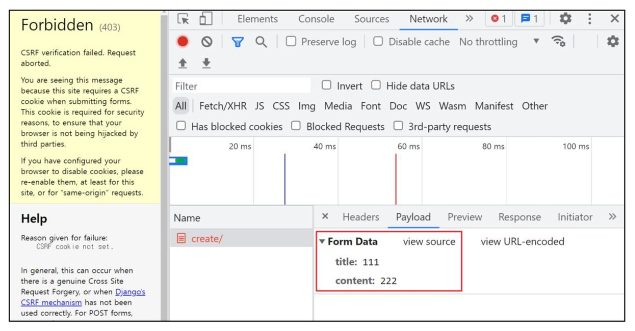 Forbidden (403)
CSRF verification failed. Request
aborted.
You are seeing this message
because this site requires a CSRF
cookie when submitting forms.
This cookie is required for security
reasons, to ensure that your
browser is not being hijacked by
third parties.
If you have configured your
browser to disable cookies, please
re-enable them, at least for this
site, or for "same-origin" requests.
Help
Reason given for failure:
CSRF cookie not set.
In general, this can occur when
there is a genuine Cross Site
Request Forgery, or when Django's
CSRF mechanism has not been
used correctly. For POST forms,
Elements Console Sources Network » 1 1
Preserve log Disable cache No throttling
Filter Invert Hide data URLs
All Fetch/XHR JS CSS Img Media Font Doc WS Wasm Manifest Other
Has blocked cookies Blocked Requests 3rd-party requests
20 ms 40 ms 60 ms 80 ms 100 ms
Name × Headers Payload Preview Response Initiator »
create/
▼ Form Data view source view URL-encoded
title: 111
content: 222